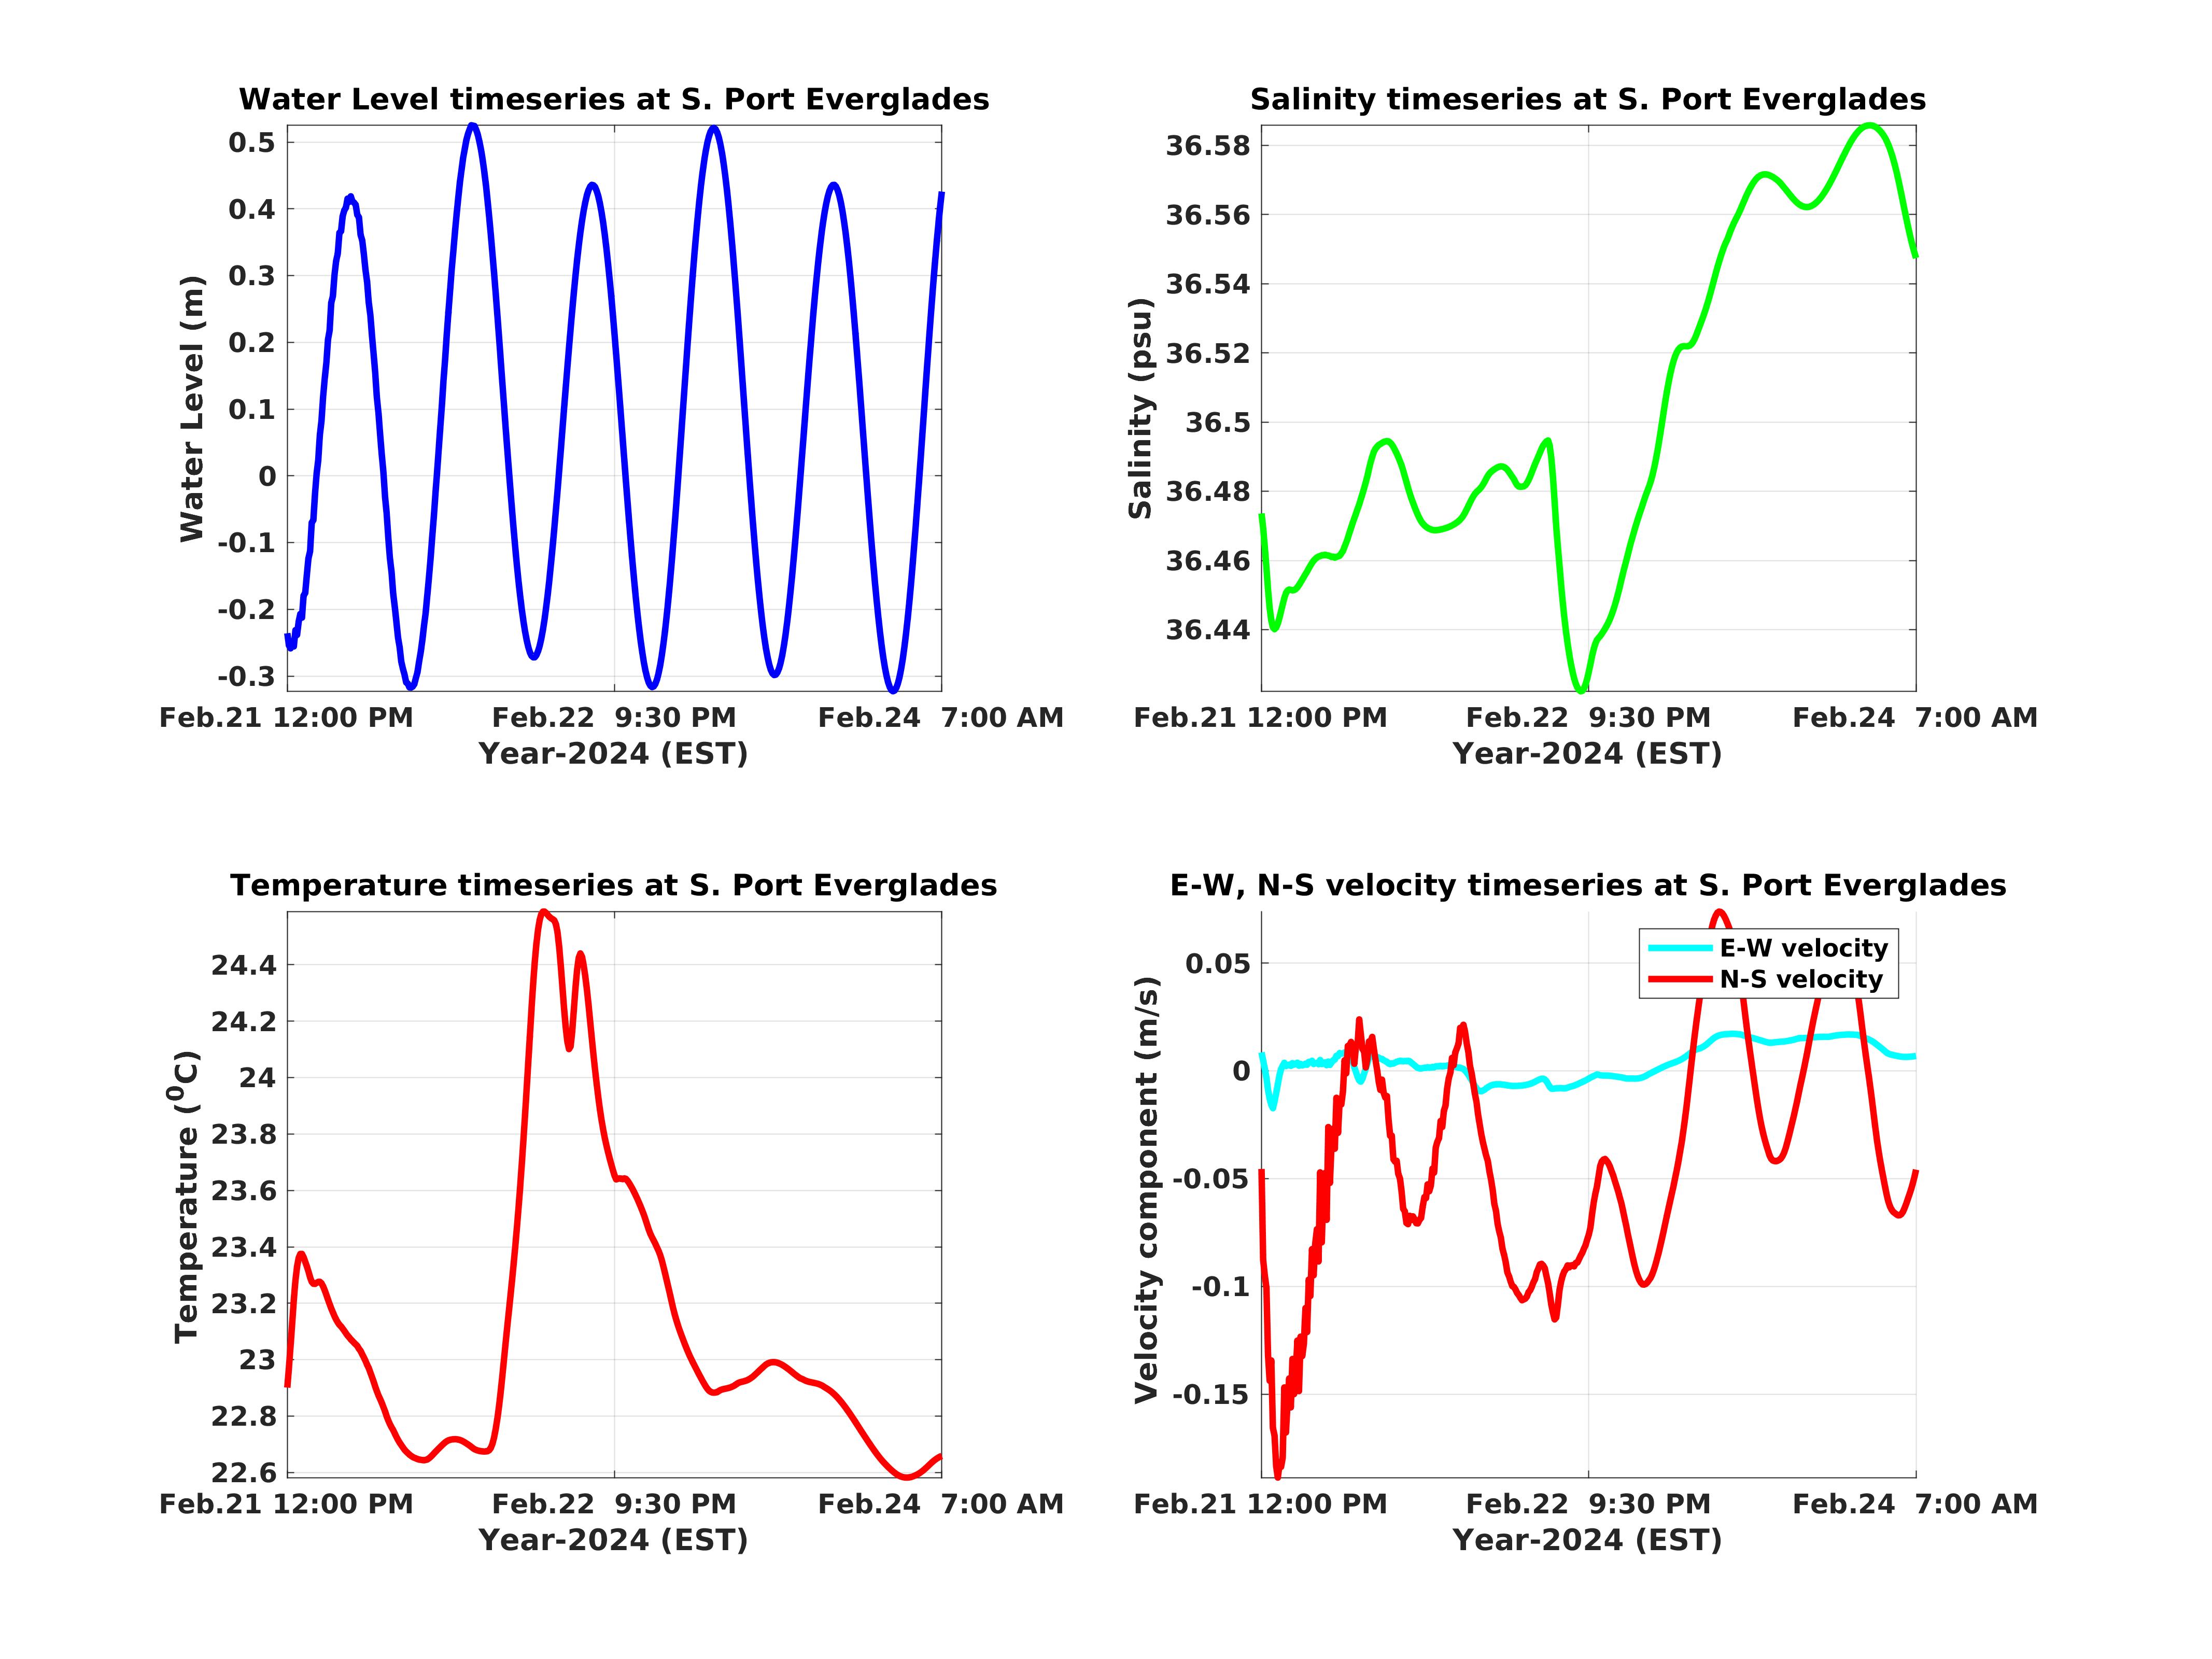 Water Level timeseries at S. Port Everglades
0.5
0.4
0.3
0.2
0.1
0
-0.1
-0.2
-0.3
Water Level (m)
Feb.21 12:00 PM Feb.22 9:30 PM Feb.24 7:00 AM
Year-2024 (EST)
Salinity timeseries at S. Port Everglades
36.58
36.56
36.54
36.52
36.5
36.48
36.46
36.44
Salinity (psu)
Feb.21 12:00 PM Feb.22 9:30 PM Feb.24 7:00 AM
Year-2024 (EST)
Temperature timeseries at S. Port Everglades
24.4
24.2
24
23.8
23.6
23.4
23.2
23
22.8
22.6
Temperature (⁰C)
Feb.21 12:00 PM Feb.22 9:30 PM Feb.24 7:00 AM
Year-2024 (EST)
E-W, N-S velocity timeseries at S. Port Everglades
E-W velocity
N-S velocity
0.05
0
-0.05
-0.1
-0.15
Velocity component (m/s)
Feb.21 12:00 PM Feb.22 9:30 PM Feb.24 7:00 AM
Year-2024 (EST)